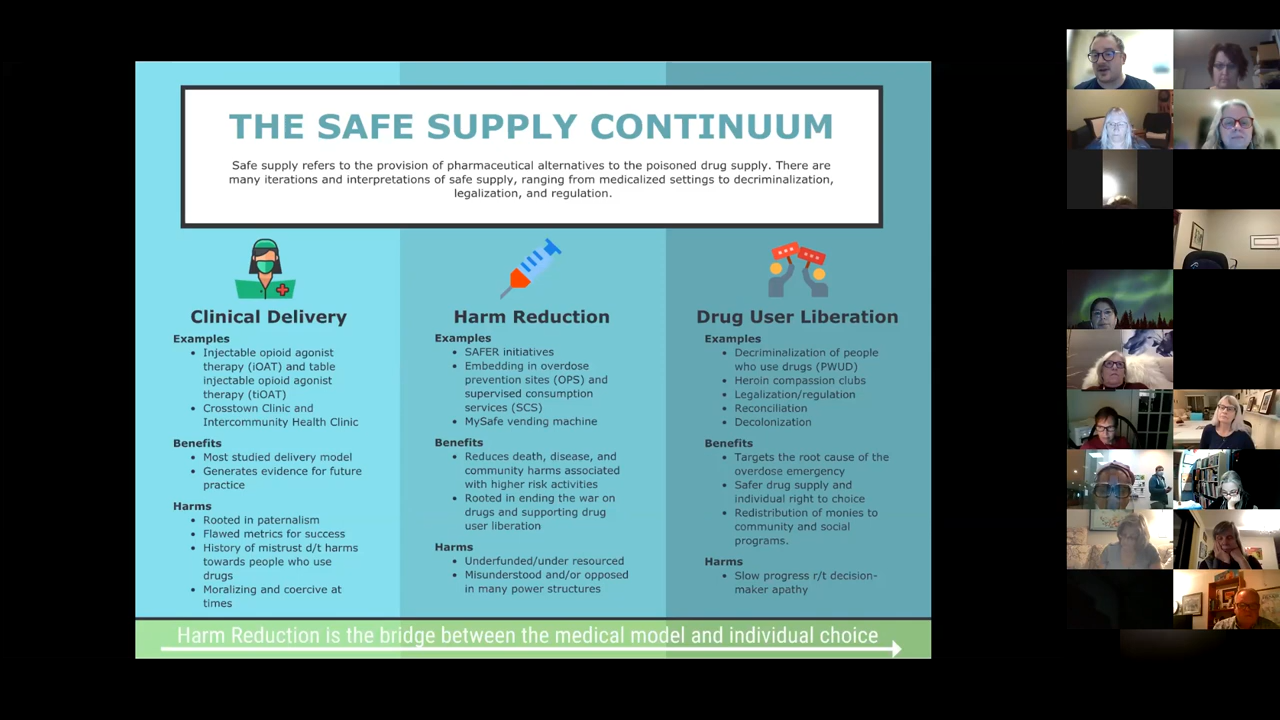 THE SAFE SUPPLY CONTINUUM
Safe supply refers to the provision of pharmaceutical alternatives to the poisoned drug supply. There are
many iterations and interpretations of safe supply, ranging from medicalized settings to decriminalization,
legalization, and regulation.
Clinical Delivery
Examples
• Injectable opioid agonist
therapy (iOAT) and table
injectable opioid agonist
therapy (tiOAT)
• Crosstown Clinic and
Intercommunity Health Clinic
Benefits
• Most studied delivery model
• Generates evidence for future
practice
Harms
• Rooted in paternalism
• Flawed metrics for success
• History of mistrust d/t harms
towards people who use
drugs
• Moralizing and coercive at
times
Harm Reduction
Examples
• SAFER initiatives
• Embedding in overdose
prevention sites (OPS) and
supervised consumption
services (SCS)
• MySafe vending machine
Benefits
• Reduces death, disease, and
community harms associated
with higher risk activities
• Rooted in ending the war on
drugs and supporting drug
user liberation
Harms
• Underfunded/under resourced
• Misunderstood and/or opposed
in many power structures
Drug User Liberation
Examples
• Decriminalization of people
who use drugs (PWUD)
• Heroin compassion clubs
• Legalization/regulation
• Reconciliation
• Decolonization
Benefits
• Targets the root cause of the
overdose emergency
• Safer drug supply and
individual right to choice
• Redistribution of monies to
community and social
programs.
Harms
• Slow progress r/t decision-
maker apathy
Harm Reduction is the bridge between the medical model and individual choice